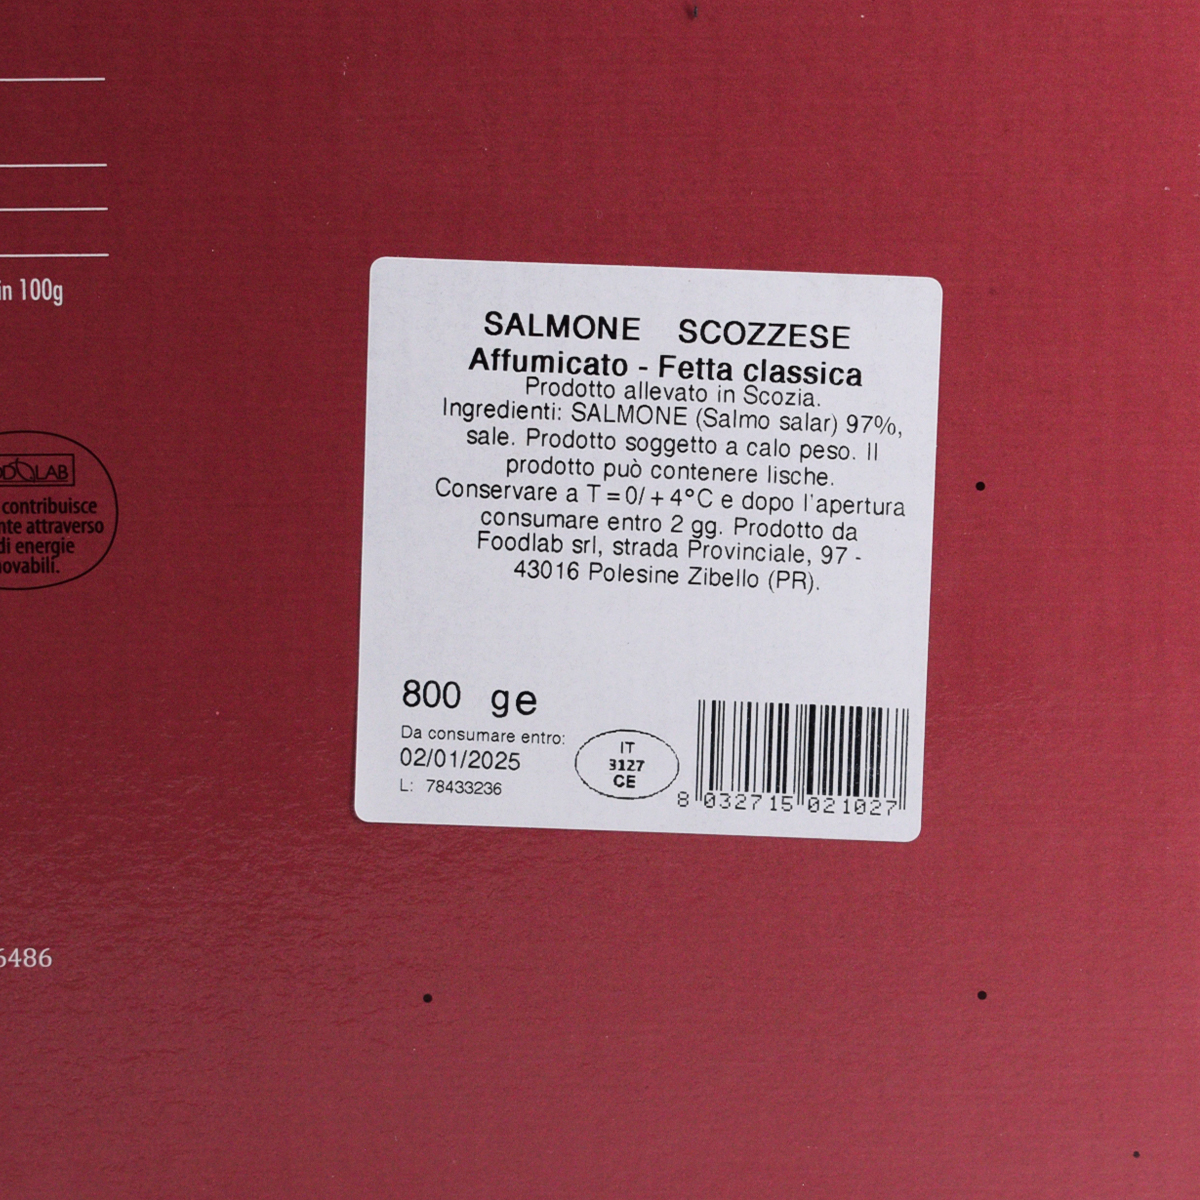 in 100g
LAB
contribuisce
attraverso
di energie
SALMONE SCOZZESE
Affumicato - Fetta classica
Prodotto allevato in Scozia.
Ingredienti: SALMONE (Salmo salar) 97%,
sale. Prodotto soggetto a calo peso. Il
prodotto può contenere lische.
Conservare a T=0/+4°C e dopo l'apertura
consumare entro 2 gg. Prodotto da
Foodlab srl, strada Provinciale, 97 -
43016 Polesine Zibello (PR).
800 ge
Da consumare entro:
02/01/2025
L: 78433236
IT
3127
CE
8 032715 021027
6486